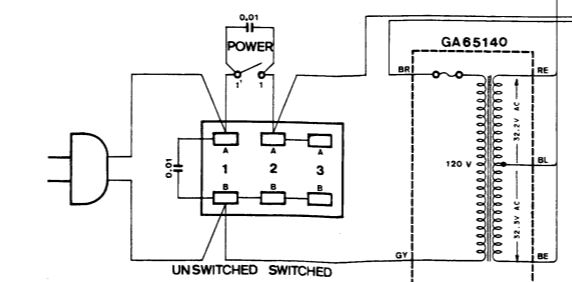 0.01
POWER
1' 1
GA65140
BR
RE
A A A
0.01
1 2 3
B B B
120 V
32.2V AC
BL
32.3V AC
GY
BE
UNSWITCHED SWITCHED